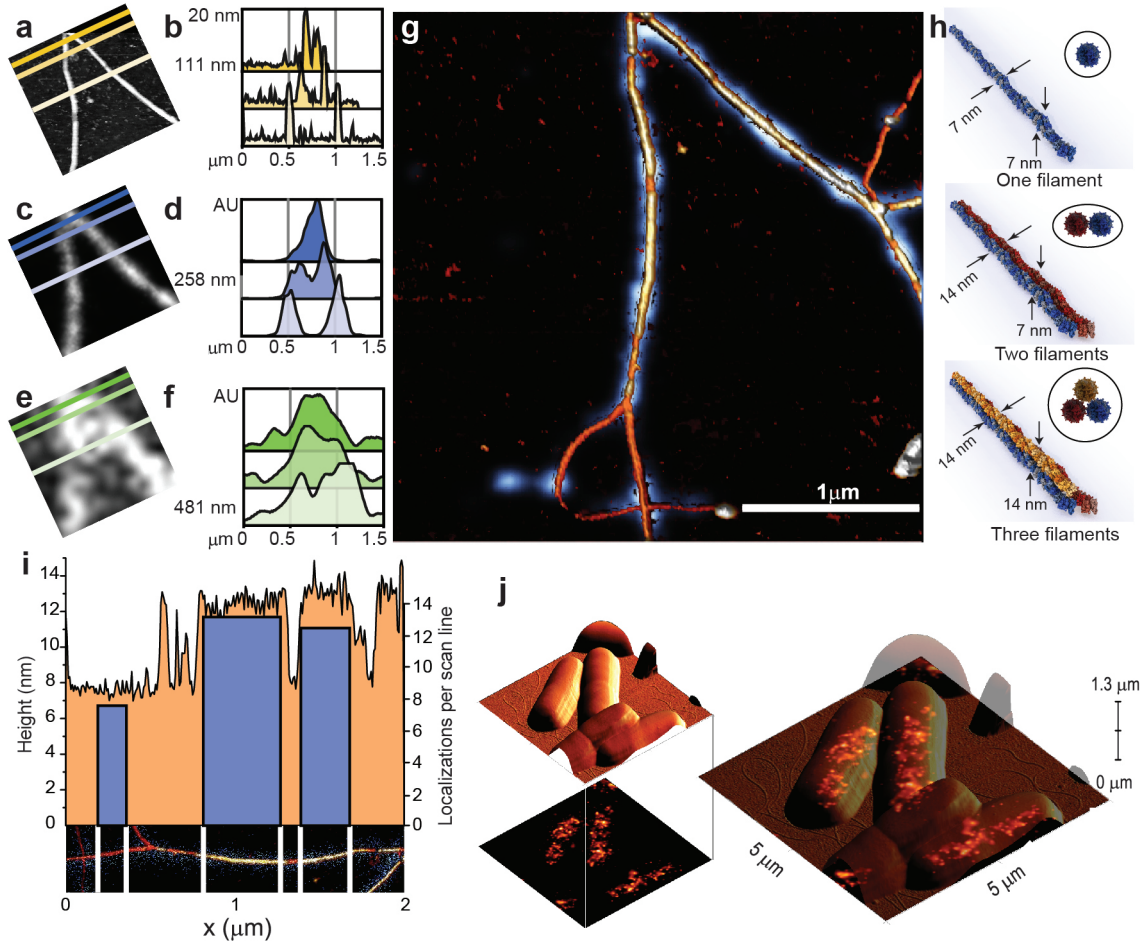 a
b
20 nm
111 nm
μm 0 0.5 1 1.5
c
d
AU
258 nm
μm 0 0.5 1 1.5
e
f
AU
481 nm
μm 0 0.5 1 1.5
g
1μm
h
7 nm
7 nm
One filament
14 nm
7 nm
Two filaments
14 nm
14 nm
Three filaments
i
Height (nm)
14
12
10
8
6
4
2
0
Localizations per scan line
14
12
10
8
6
4
2
0
0 1 2
x (μm)
j
1.3 μm
0 μm
5 μm
5 μm